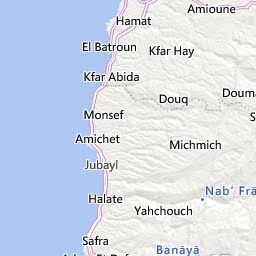 Amioune
Hamat
El Batroun
Kfar Hay
Kfar Abida
Douma
Douq
Monsef
Amichet
Michmich
Jubayl
Nab‘ Frā
Halate
Yahchouch
Safra
Banāyā